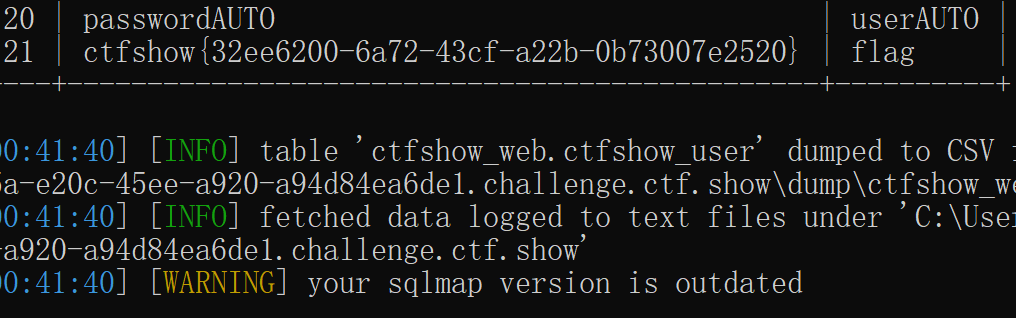 20 | passwordAUTO | userAUTO |
21 | ctfshow{32ee6200-6a72-43cf-a22b-0b73007e2520} | flag |
----+-----------------------------------------------+----------+
00:41:40] [INFO] table 'ctfshow_web.ctfshow_user' dumped to CSV f
5a-e20c-45ee-a920-a94d84ea6de1.challenge.ctf.show\dump\ctfshow_we
00:41:40] [INFO] fetched data logged to text files under 'C:\User
-a920-a94d84ea6de1.challenge.ctf.show'
00:41:40] [WARNING] your sqlmap version is outdated